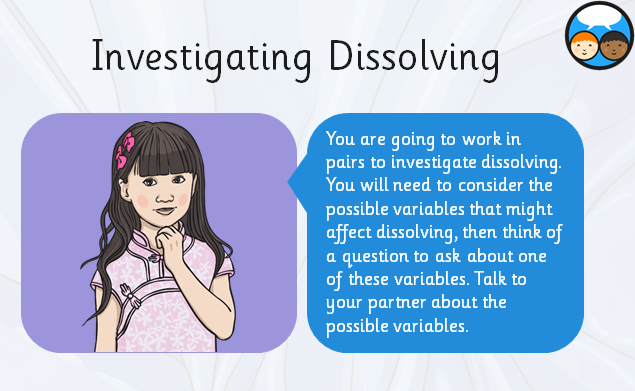 Investigating Dissolving
You are going to work in
pairs to investigate dissolving.
You will need to consider the
possible variables that might
affect dissolving, then think of
a question to ask about one
of these variables. Talk to
your partner about the
possible variables.